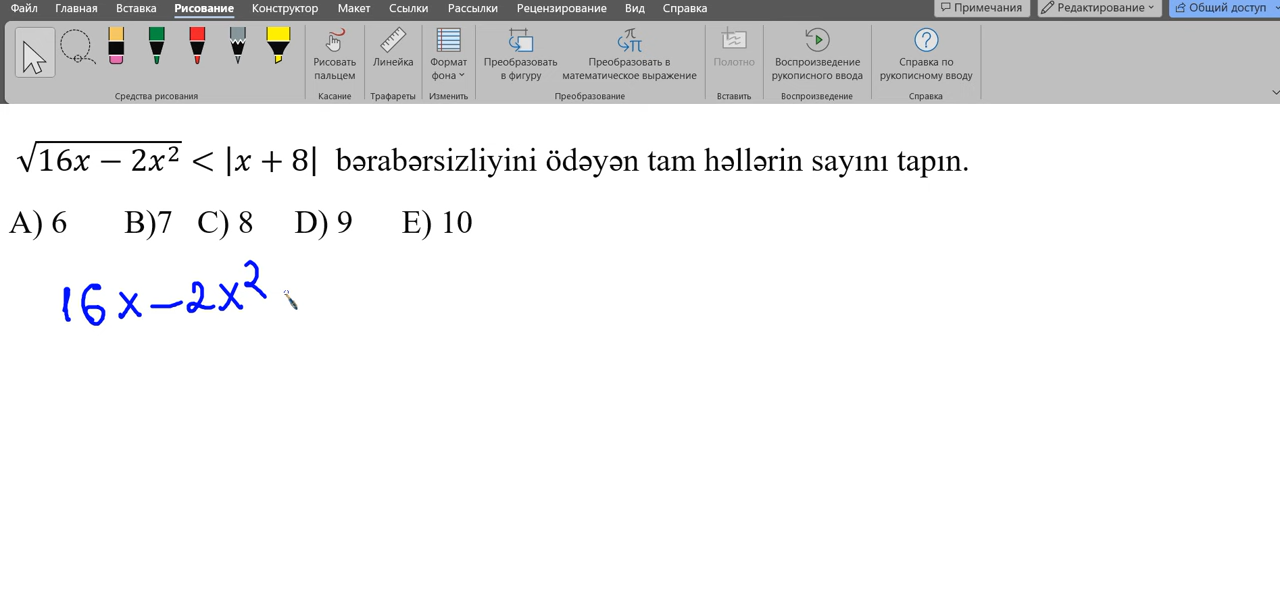 Файл Главная Вставка Рисование Конструктор Макет Ссылки Рассылки Рецензирование Вид Справка Примечания Редактирование Общий доступ
Рисовать пальцем Линейка Формат фона Преобразовать в фигуру Преобразовать в математическое выражение Полотно Воспроизведение рукописного ввода Справка по рукописному вводу
Средства рисования Касание Трафареты Изменить Преобразование Вставить Воспроизведение Справка
√(16x − 2x²) < |x + 8| bərabərsizliyini ödəyən tam həllərin sayını tapın.
A) 6 B)7 C) 8 D) 9 E) 10
16x − 2x²